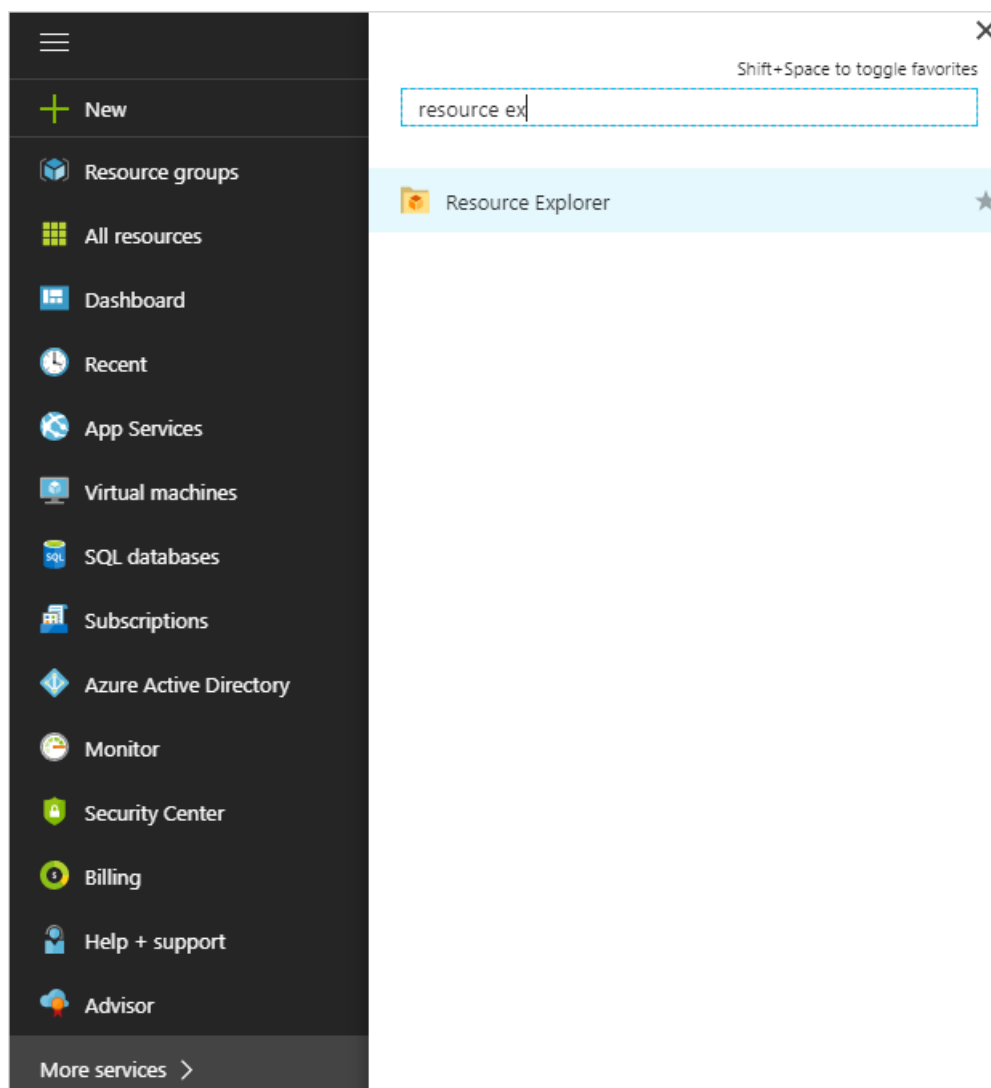 New
Resource groups
All resources
Dashboard
Recent
App Services
Virtual machines
SQL databases
Subscriptions
Azure Active Directory
Monitor
Security Center
Billing
Help + support
Advisor
More services
Shift+Space to toggle favorites
resource ex
Resource Explorer